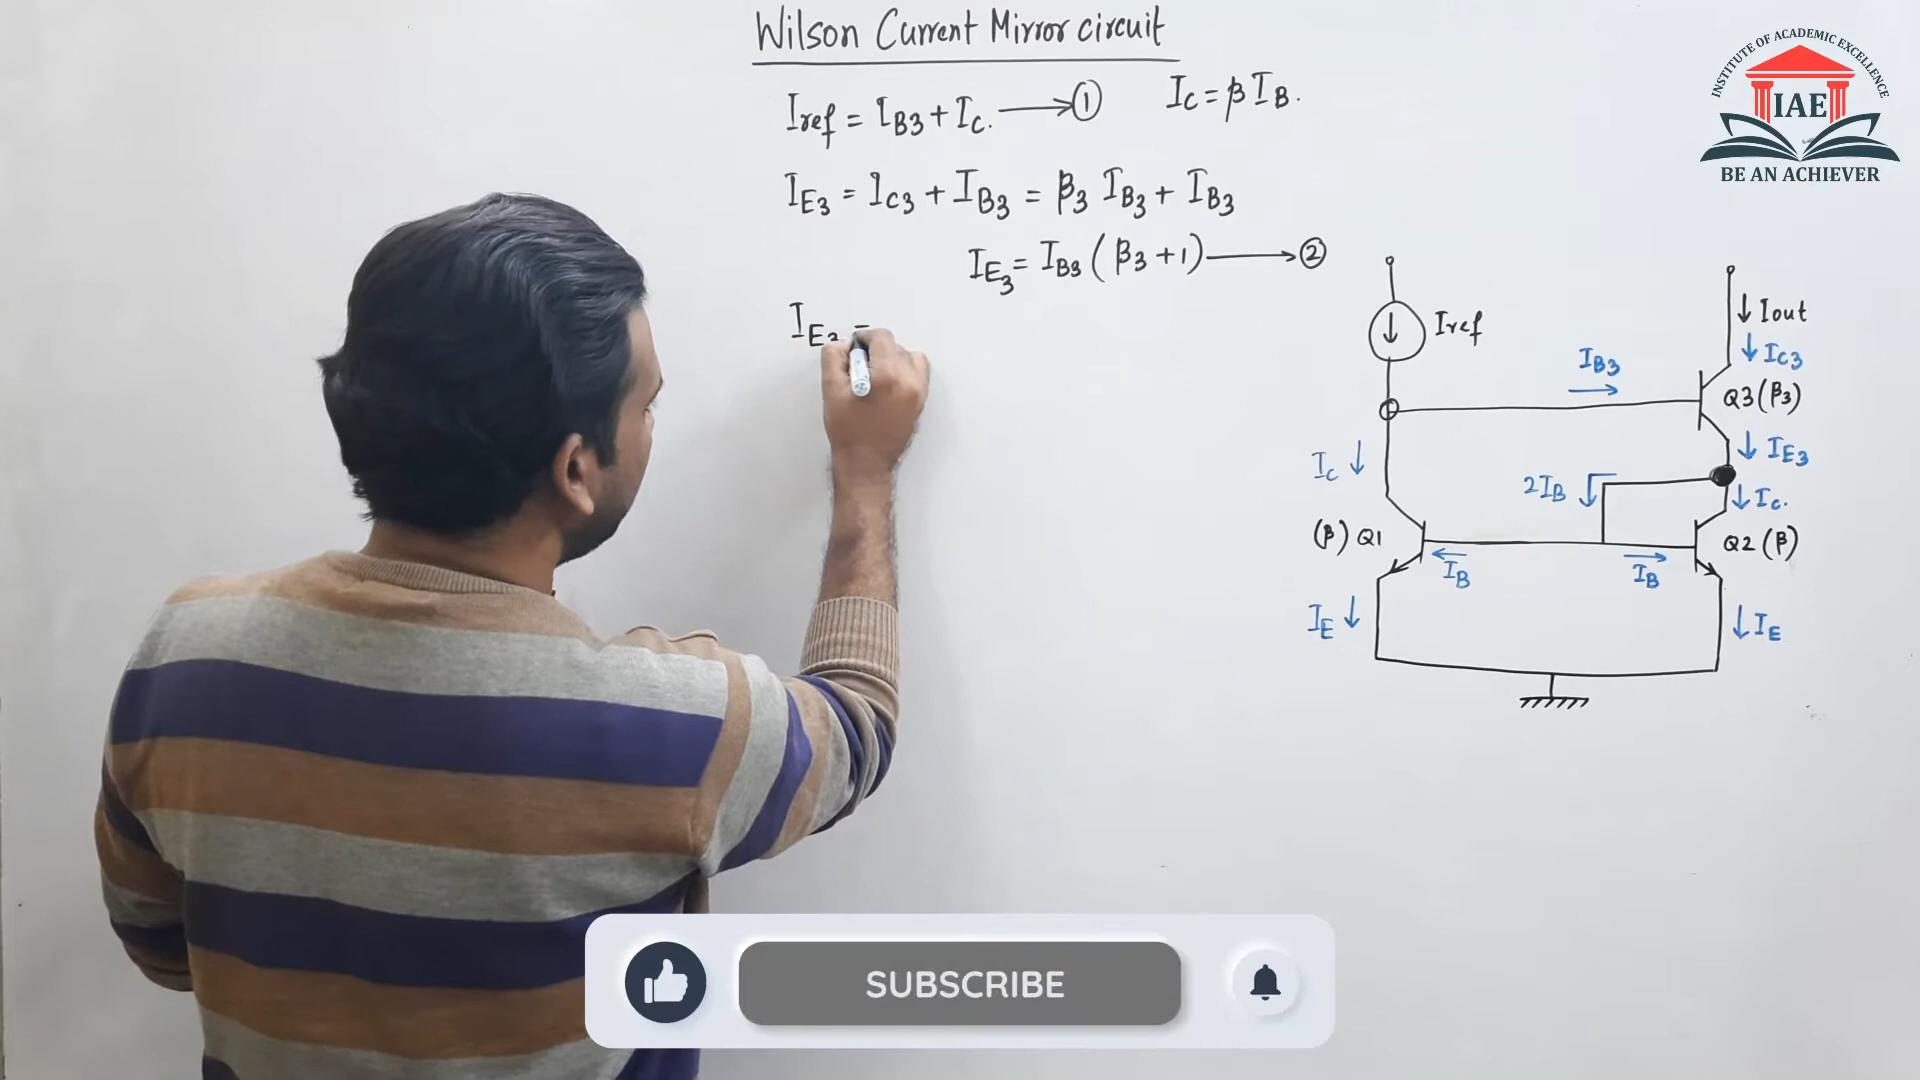 Wilson Current Mirror circuit
Iref = IB3 + IC. ⟶ ①
IC = β IB.
IE3 = IC3 + IB3 = β3 IB3 + IB3
IE3 = IB3 (β3 + 1) ⟶ ②
IE3 =
INSTITUTE OF ACADEMIC EXCELLENCE
IAE
BE AN ACHIEVER
Iref
↓ Iout
↓ IC3
IB3
Q3 (β3)
↓ IE3
IC ↓
2IB
↓ IC.
(β) Q1
Q2 (β)
IB
IB
IE ↓
↓ IE
SUBSCRIBE